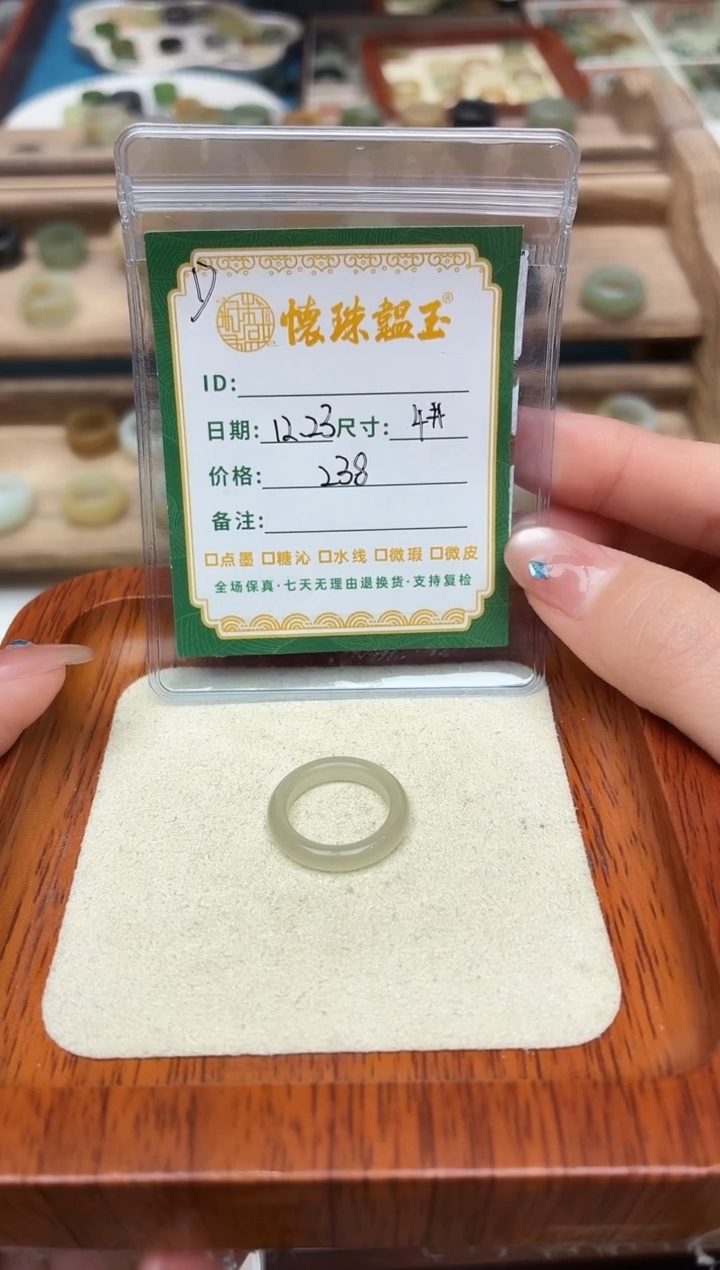 懷珠韞玉®
ID:
日期: 12.23 尺寸: 4#
价格: 238
备注:
□点墨 □糖沁 □水线 □微瑕 □微皮
全场保真·七天无理由退换货·支持复检